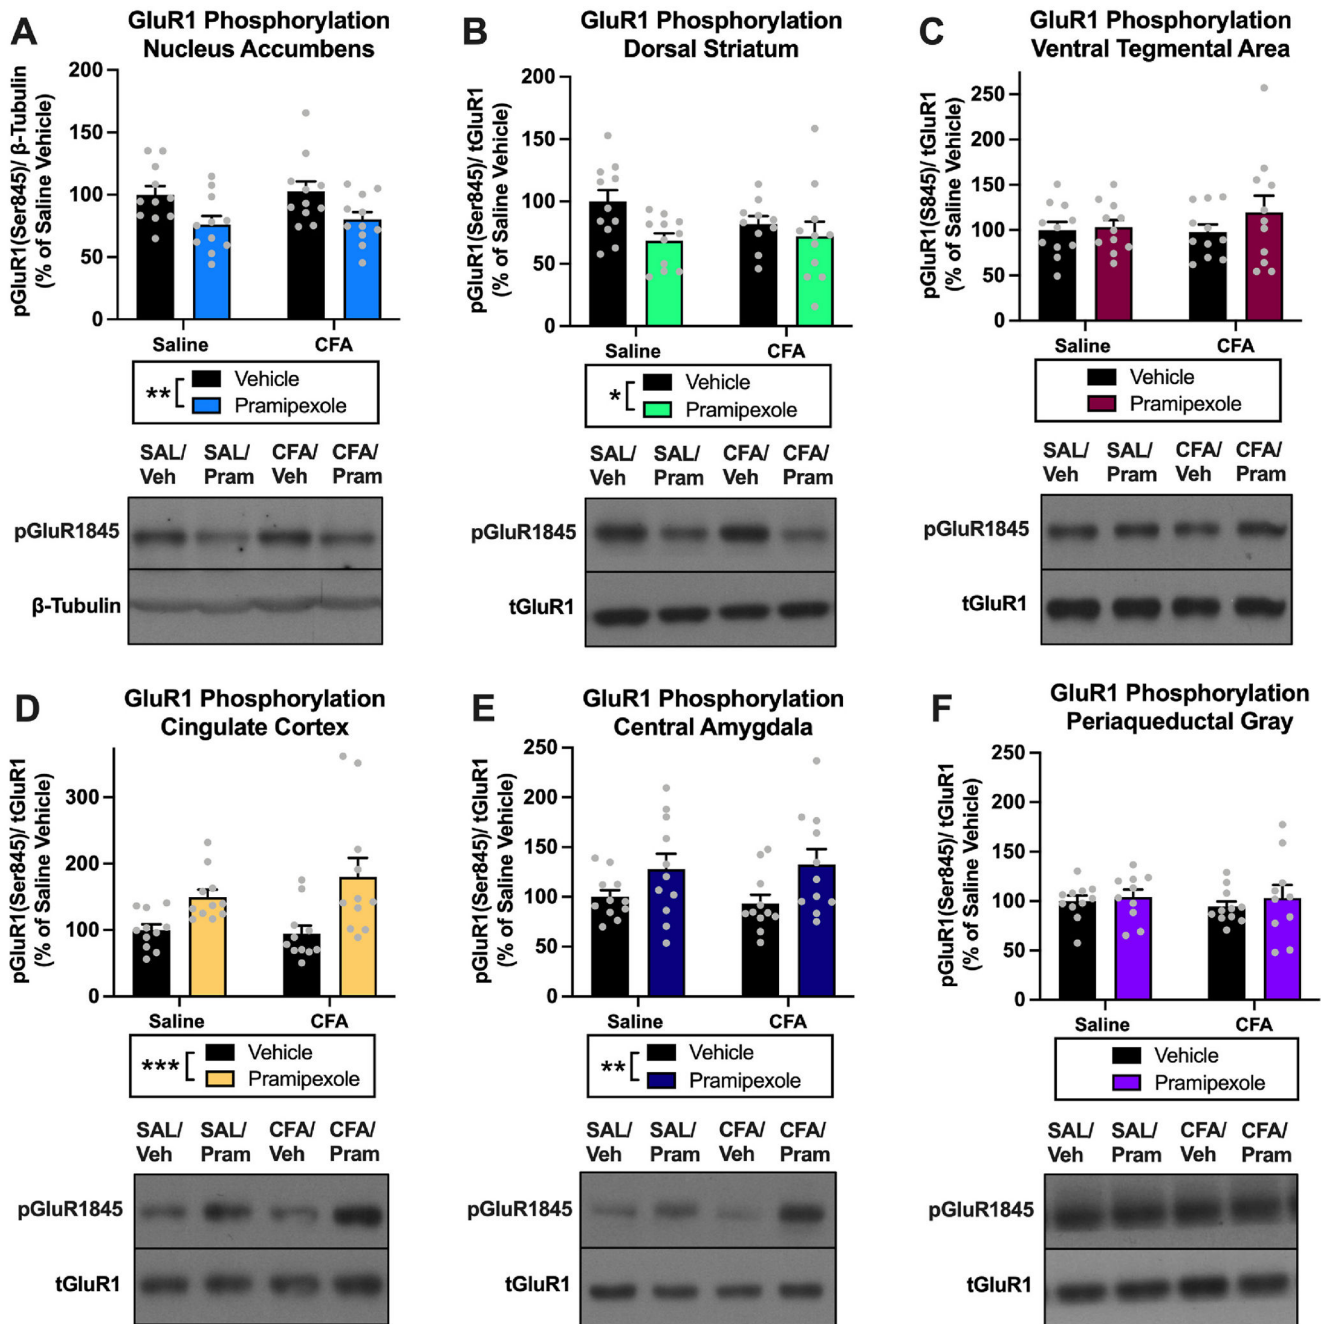 A
GluR1 Phosphorylation
Nucleus Accumbens
pGluR1(Ser845)/ β-Tubulin
(% of Saline Vehicle)
200
150
100
50
0
Saline
CFA
**
Vehicle
Pramipexole
SAL/ SAL/ CFA/ CFA/
Veh Pram Veh Pram
pGluR1845
β-Tubulin
B
GluR1 Phosphorylation
Dorsal Striatum
pGluR1(Ser845)/ tGluR1
(% of Saline Vehicle)
200
150
100
50
0
Saline
CFA
*
Vehicle
Pramipexole
SAL/ SAL/ CFA/ CFA/
Veh Pram Veh Pram
pGluR1845
tGluR1
C
GluR1 Phosphorylation
Ventral Tegmental Area
pGluR1(S845)/ tGluR1
(% of Saline Vehicle)
250
200
150
100
50
0
Saline
CFA
Vehicle
Pramipexole
SAL/ SAL/ CFA/ CFA/
Veh Pram Veh Pram
pGluR1845
tGluR1
D
GluR1 Phosphorylation
Cingulate Cortex
pGluR1(Ser845)/ tGluR1
(% of Saline Vehicle)
300
200
100
0
Saline
CFA
***
Vehicle
Pramipexole
SAL/ SAL/ CFA/ CFA/
Veh Pram Veh Pram
pGluR1845
tGluR1
E
GluR1 Phosphorylation
Central Amygdala
pGluR1(Ser845)/ tGluR1
(% of Saline Vehicle)
250
200
150
100
50
0
Saline
CFA
**
Vehicle
Pramipexole
SAL/ SAL/ CFA/ CFA/
Veh Pram Veh Pram
pGluR1845
tGluR1
F
GluR1 Phosphorylation
Periaqueductal Gray
pGluR1(Ser845)/ tGluR1
(% of Saline Vehicle)
250
200
150
100
50
0
Saline
CFA
Vehicle
Pramipexole
SAL/ SAL/ CFA/ CFA/
Veh Pram Veh Pram
pGluR1845
tGluR1